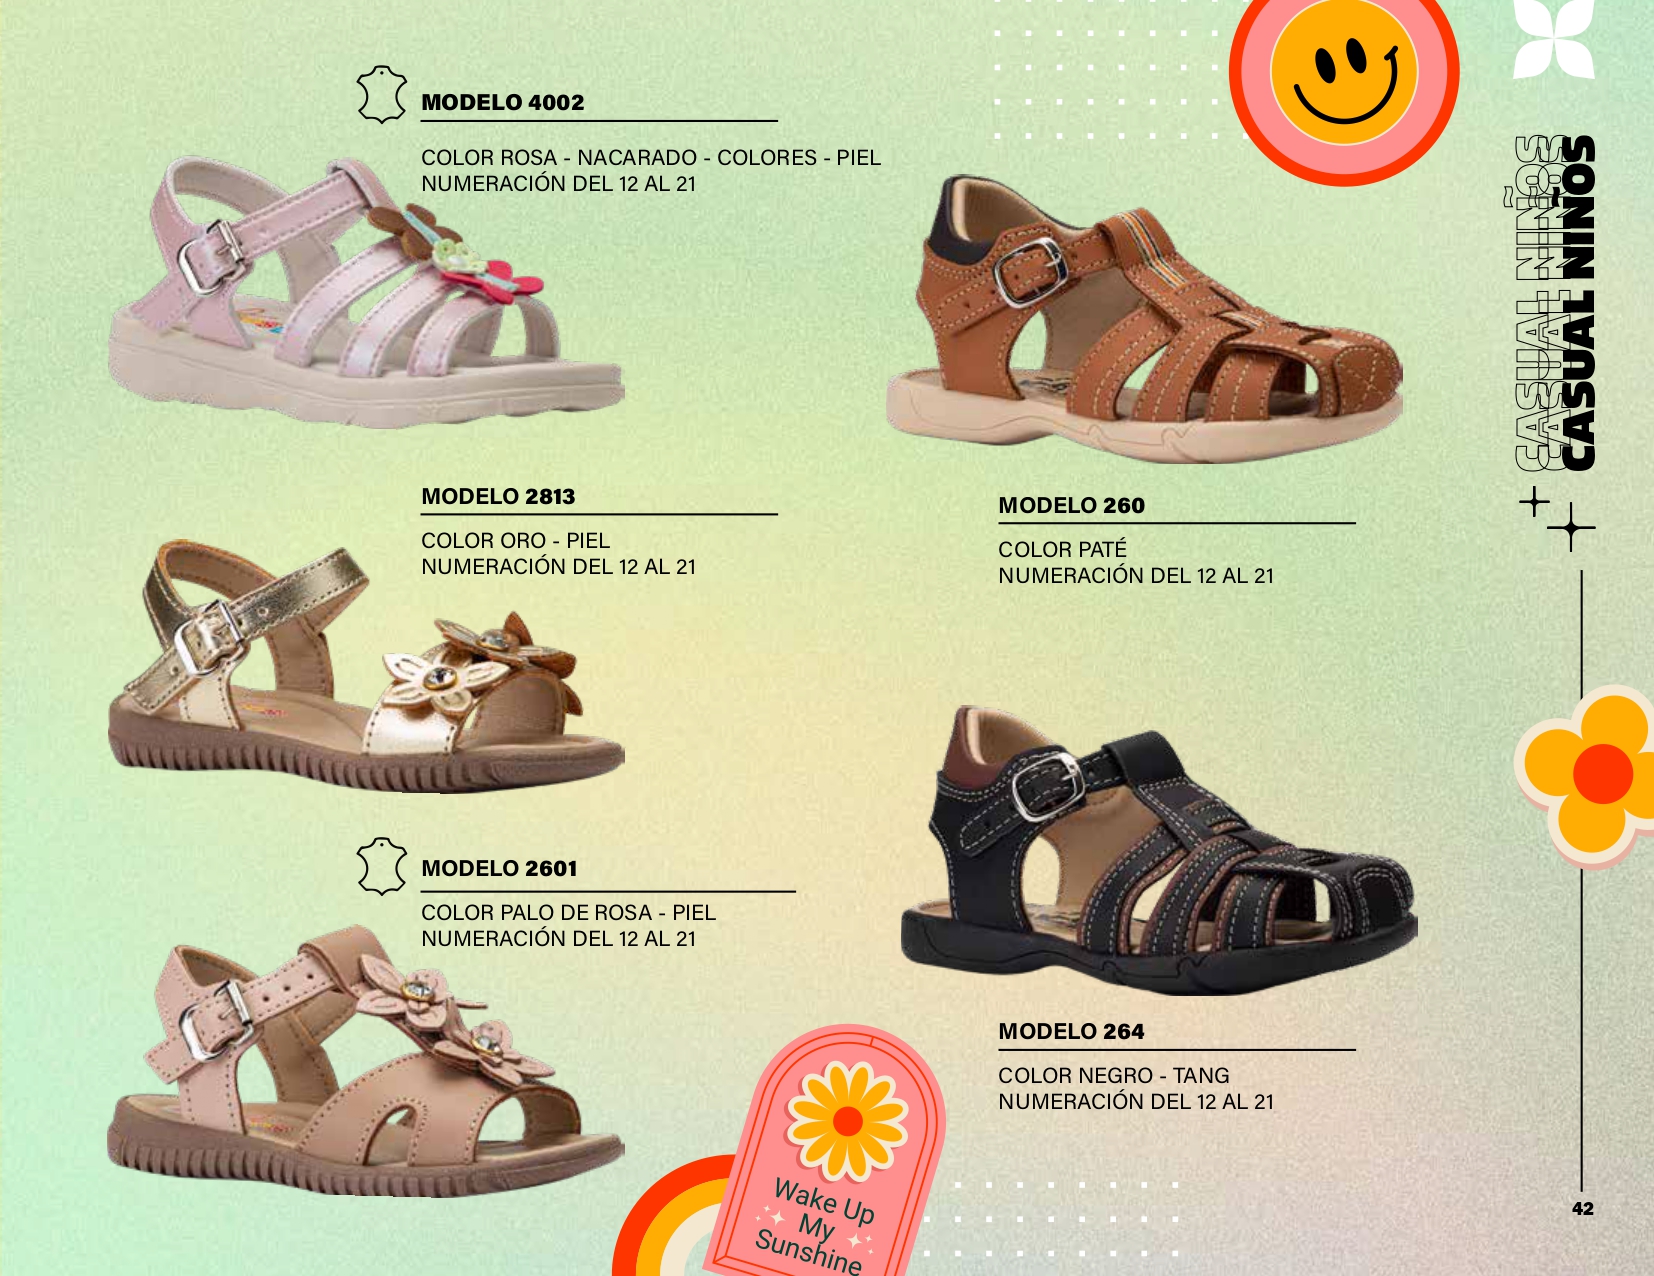 MODELO 4002
COLOR ROSA - NACARADO - COLORES - PIEL
NUMERACIÓN DEL 12 AL 21
MODELO 2813
COLOR ORO - PIEL
NUMERACIÓN DEL 12 AL 21
MODELO 2601
COLOR PALO DE ROSA - PIEL
NUMERACIÓN DEL 12 AL 21
MODELO 260
COLOR PATÉ
NUMERACIÓN DEL 12 AL 21
MODELO 264
COLOR NEGRO - TANG
NUMERACIÓN DEL 12 AL 21
Wake Up
My
Sunshine
CASUAL NIÑOS
CASUAL NIÑOS
CASUAL NIÑOS
42